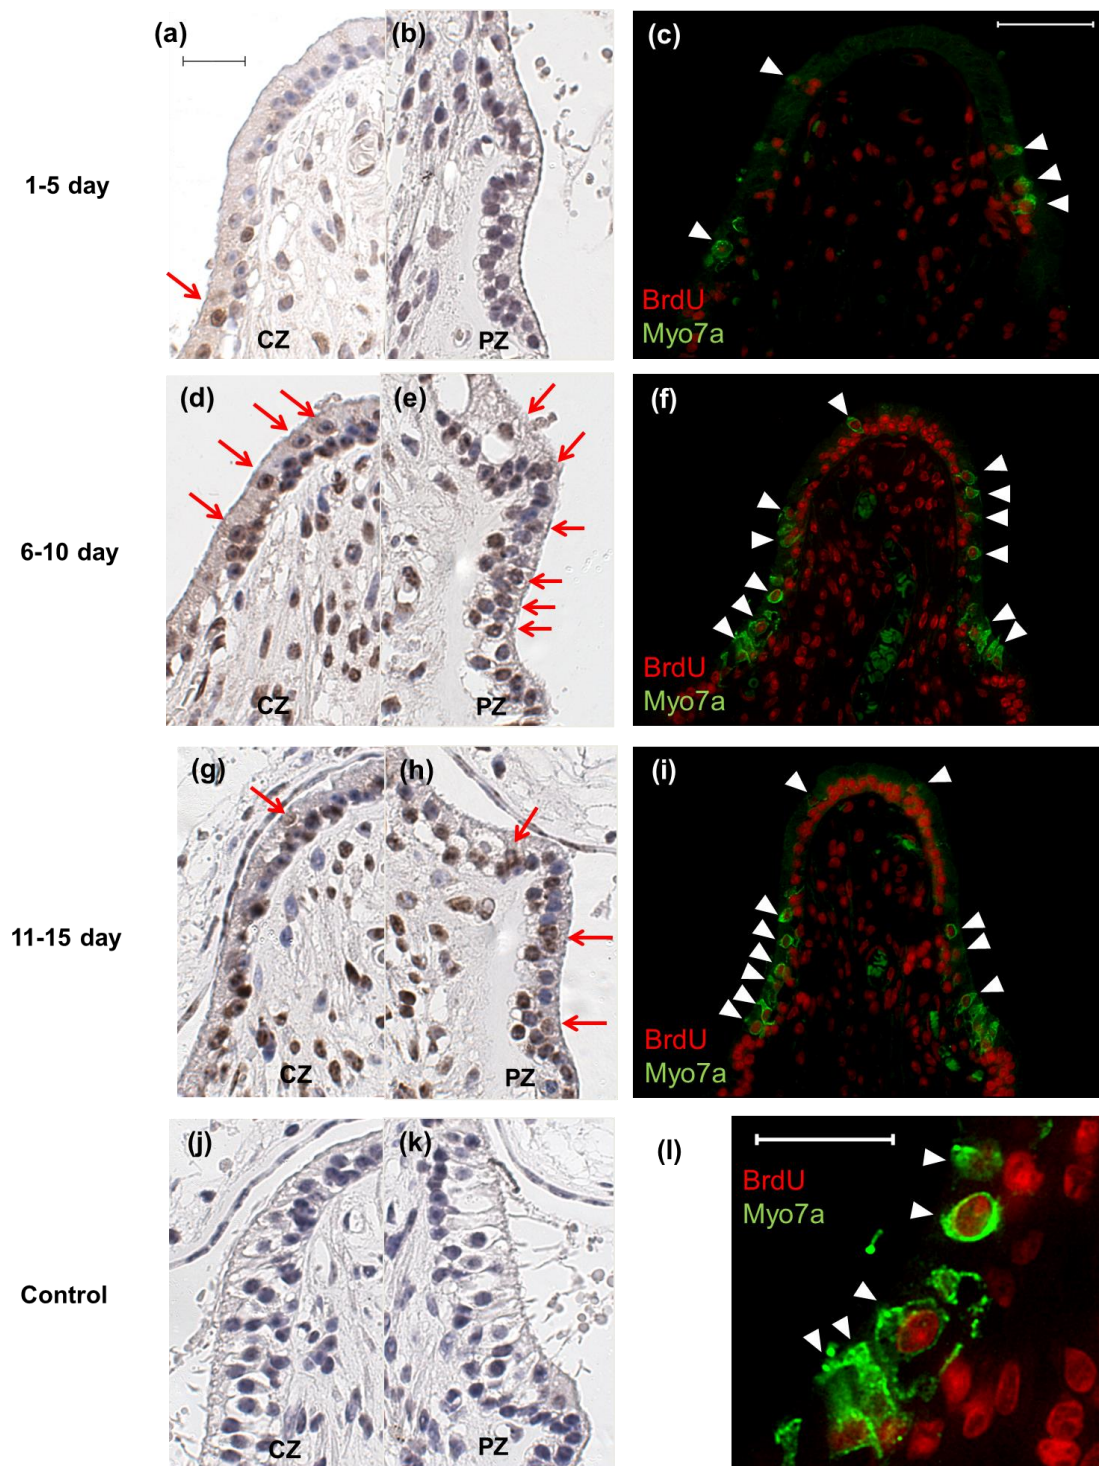 (a)
(b)
(c)
1-5 day
CZ
PZ
BrdU
Myo7a
(d)
(e)
(f)
6-10 day
CZ
PZ
BrdU
Myo7a
(g)
(h)
(i)
11-15 day
CZ
PZ
BrdU
Myo7a
(j)
(k)
(l)
BrdU
Myo7a
Control
CZ
PZ